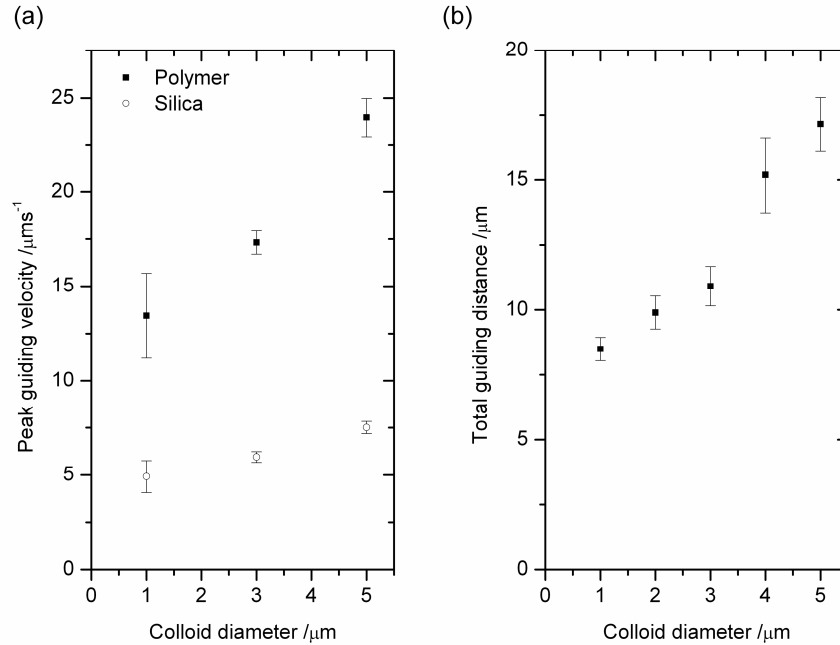 (a)
Polymer
Silica
Peak guiding velocity /μms⁻¹
25
20
15
10
5
0
0 1 2 3 4 5
Colloid diameter /μm
(b)
Total guiding distance /μm
20
15
10
5
0
0 1 2 3 4 5
Colloid diameter /μm